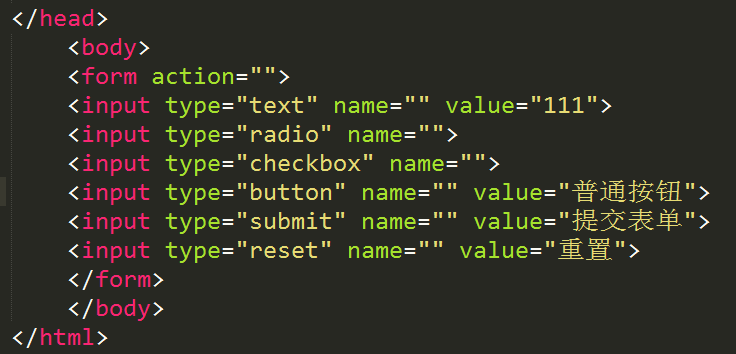 </head>
<body>
<form action="">
<input type="text" name="" value="111">
<input type="radio" name="">
<input type="checkbox" name="">
<input type="button" name="" value="普通按钮">
<input type="submit" name="" value="提交表单">
<input type="reset" name="" value="重置">
</form>
</body>
</html>